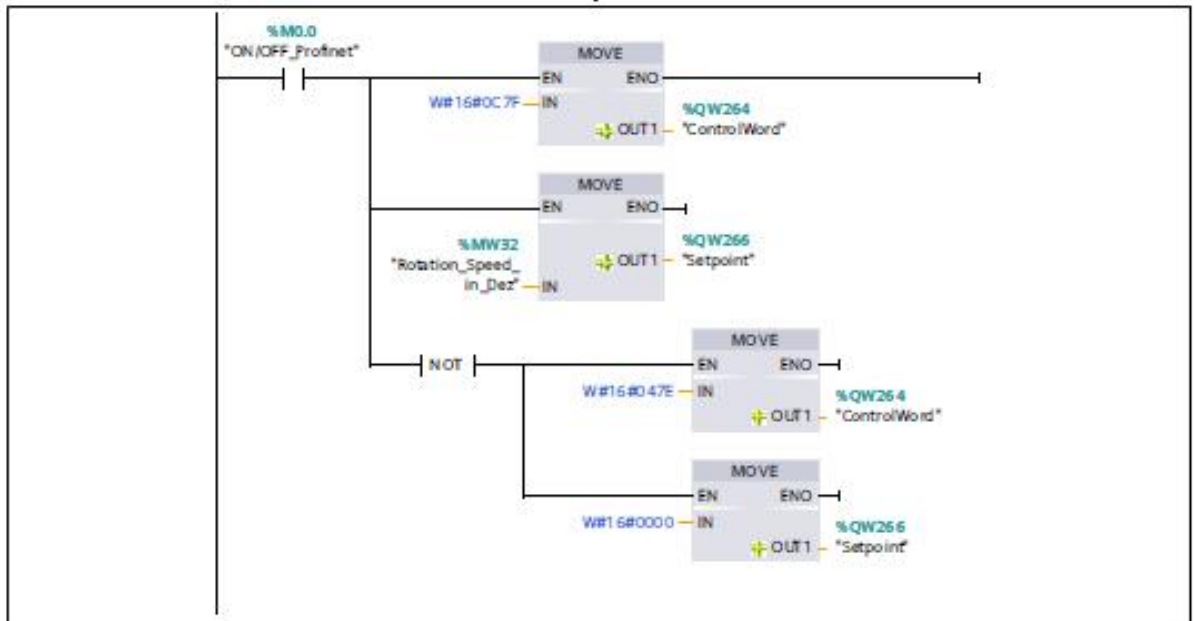 %M0.0
"ON/OFF_Profinet"
MOVE
EN ENO
W#16#0C7F IN
%QW264
OUT1 "ControlWord"
MOVE
EN ENO
%MW32
%QW266
"Rotation_Speed_
OUT1 "Setpoint"
in_Dez" IN
MOVE
NOT EN ENO
W#16#047E IN
%QW264
OUT1 "ControlWord"
MOVE
EN ENO
W#16#0000 IN
%QW266
OUT1 "Setpoint"